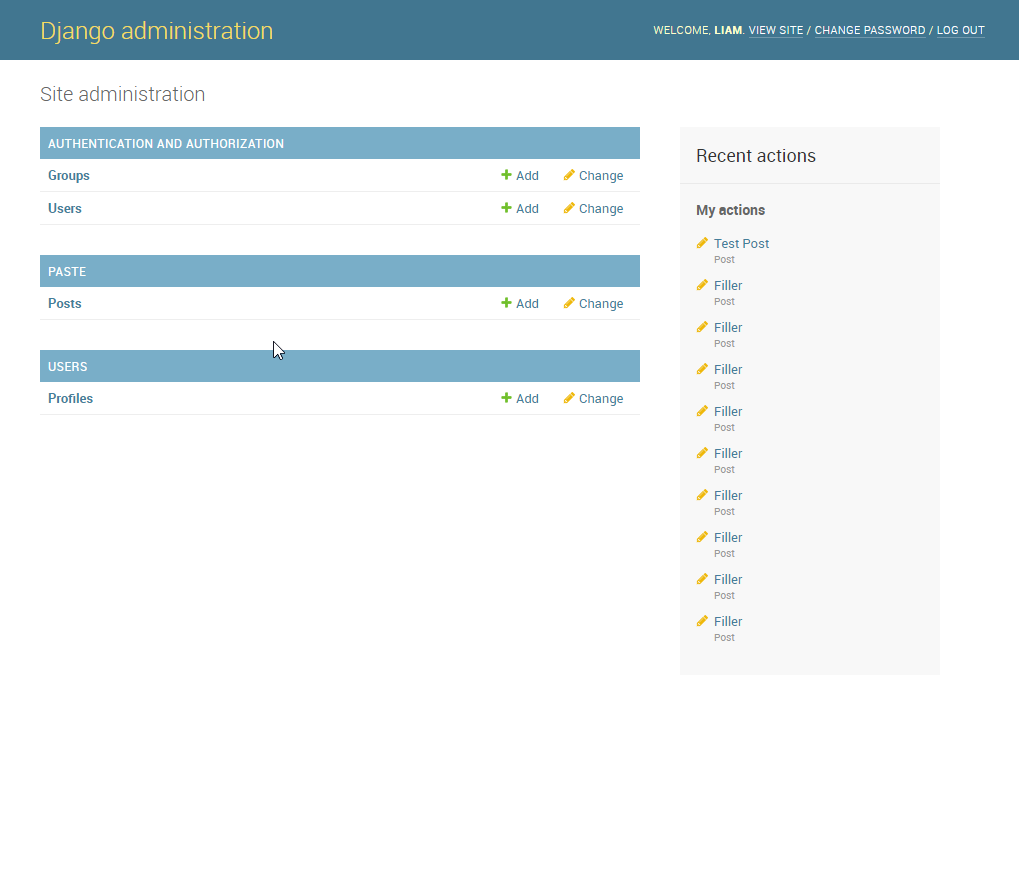 Django administration
WELCOME, LIAM. VIEW SITE / CHANGE PASSWORD / LOG OUT
Site administration
AUTHENTICATION AND AUTHORIZATION
Groups Add Change
Users Add Change
PASTE
Posts Add Change
USERS
Profiles Add Change
Recent actions
My actions
Test Post
Post
Filler
Post
Filler
Post
Filler
Post
Filler
Post
Filler
Post
Filler
Post
Filler
Post
Filler
Post
Filler
Post